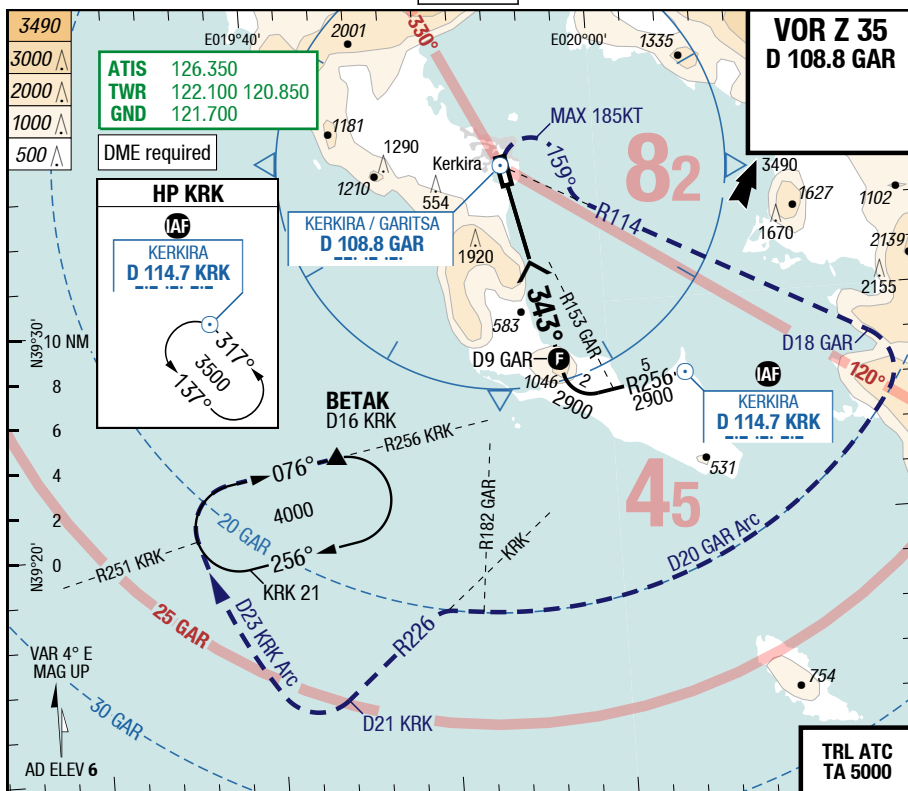 3490
3000
2000
1000
500
E019°40'
2001
330°
E020°00'
1335
VOR Z 35
D 108.8 GAR
ATIS 126.350
TWR 122.100 120.850
GND 121.700
DME required
1181
1290
1210
554
Kerkira
MAX 185KT
159°
82
R114
3490
1627
1102
1670
2139
2155
HP KRK
IAF
KERKIRA
D 114.7 KRK
317°
3500
137°
KERKIRA / GARITSA
D 108.8 GAR
1920
343°
R153 GAR
583
D9 GAR
F
1046
2
2900
5
R256°
2900
D18 GAR
120°
IAF
KERKIRA
D 114.7 KRK
531
N39°30'
10 NM
8
6
4
2
0
N39°20'
BETAK
D16 KRK
R256 KRK
076°
4000
256°
20 GAR
R251 KRK
KRK 21
R182 GAR
KRK
45
D20 GAR Arc
D23 KRK Arc
R226
25 GAR
D21 KRK
30 GAR
754
VAR 4° E
MAG UP
AD ELEV 6
TRL ATC
TA 5000